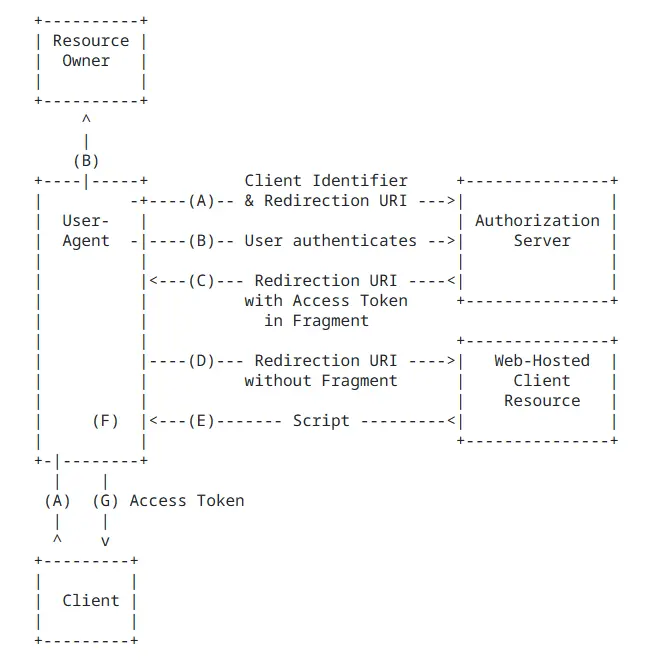 +----------+
| Resource |
|  Owner   |
|          |
+----------+
     ^
     |
    (B)
+----|-----+          Client Identifier     +---------------+
|         -+----(A)-- & Redirection URI --->|               |
|  User-   |                                | Authorization |
|  Agent  -|----(B)-- User authenticates -->|     Server    |
|          |                                |               |
|          |<---(C)--- Redirection URI ----<|               |
|          |          with Access Token     +---------------+
|          |            in Fragment
|          |                                +---------------+
|          |----(D)--- Redirection URI ---->|   Web-Hosted  |
|          |          without Fragment      |     Client    |
|          |                                |    Resource   |
|     (F)  |<---(E)------- Script ---------<|               |
|          |                                +---------------+
+-|--------+
  |    |
 (A)  (G) Access Token
  |    |
  ^    v
+---------+
|         |
|  Client |
|         |
+---------+